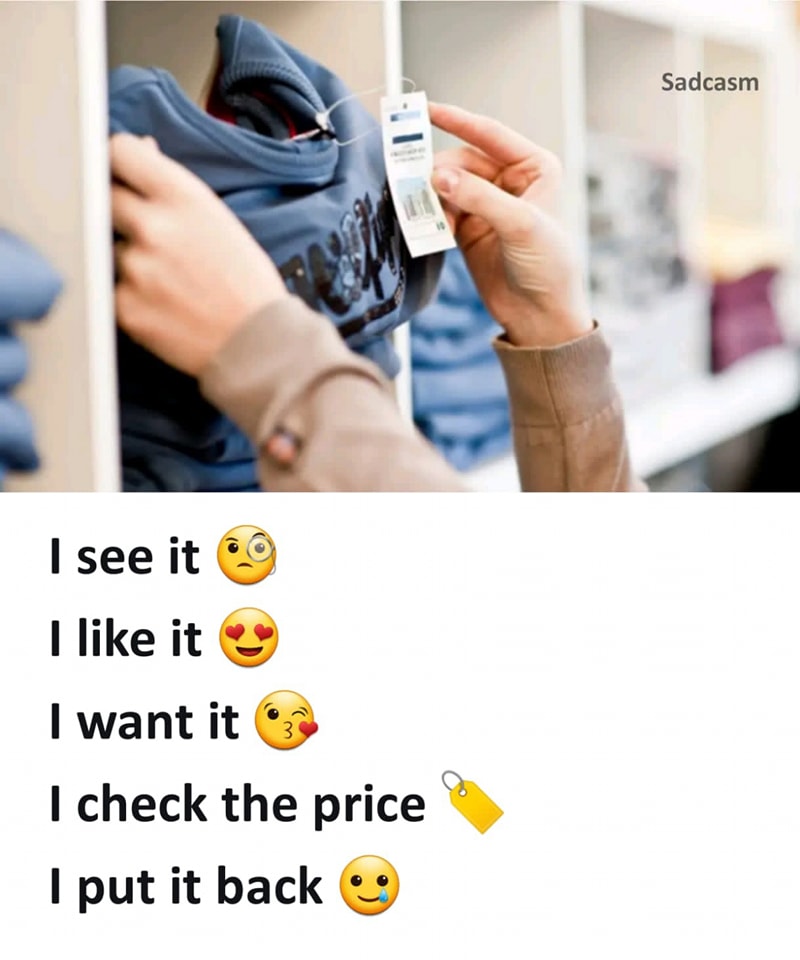 Sadcasm
I see it 🧐
I like it 😍
I want it 😘
I check the price 🏷️
I put it back 🥲